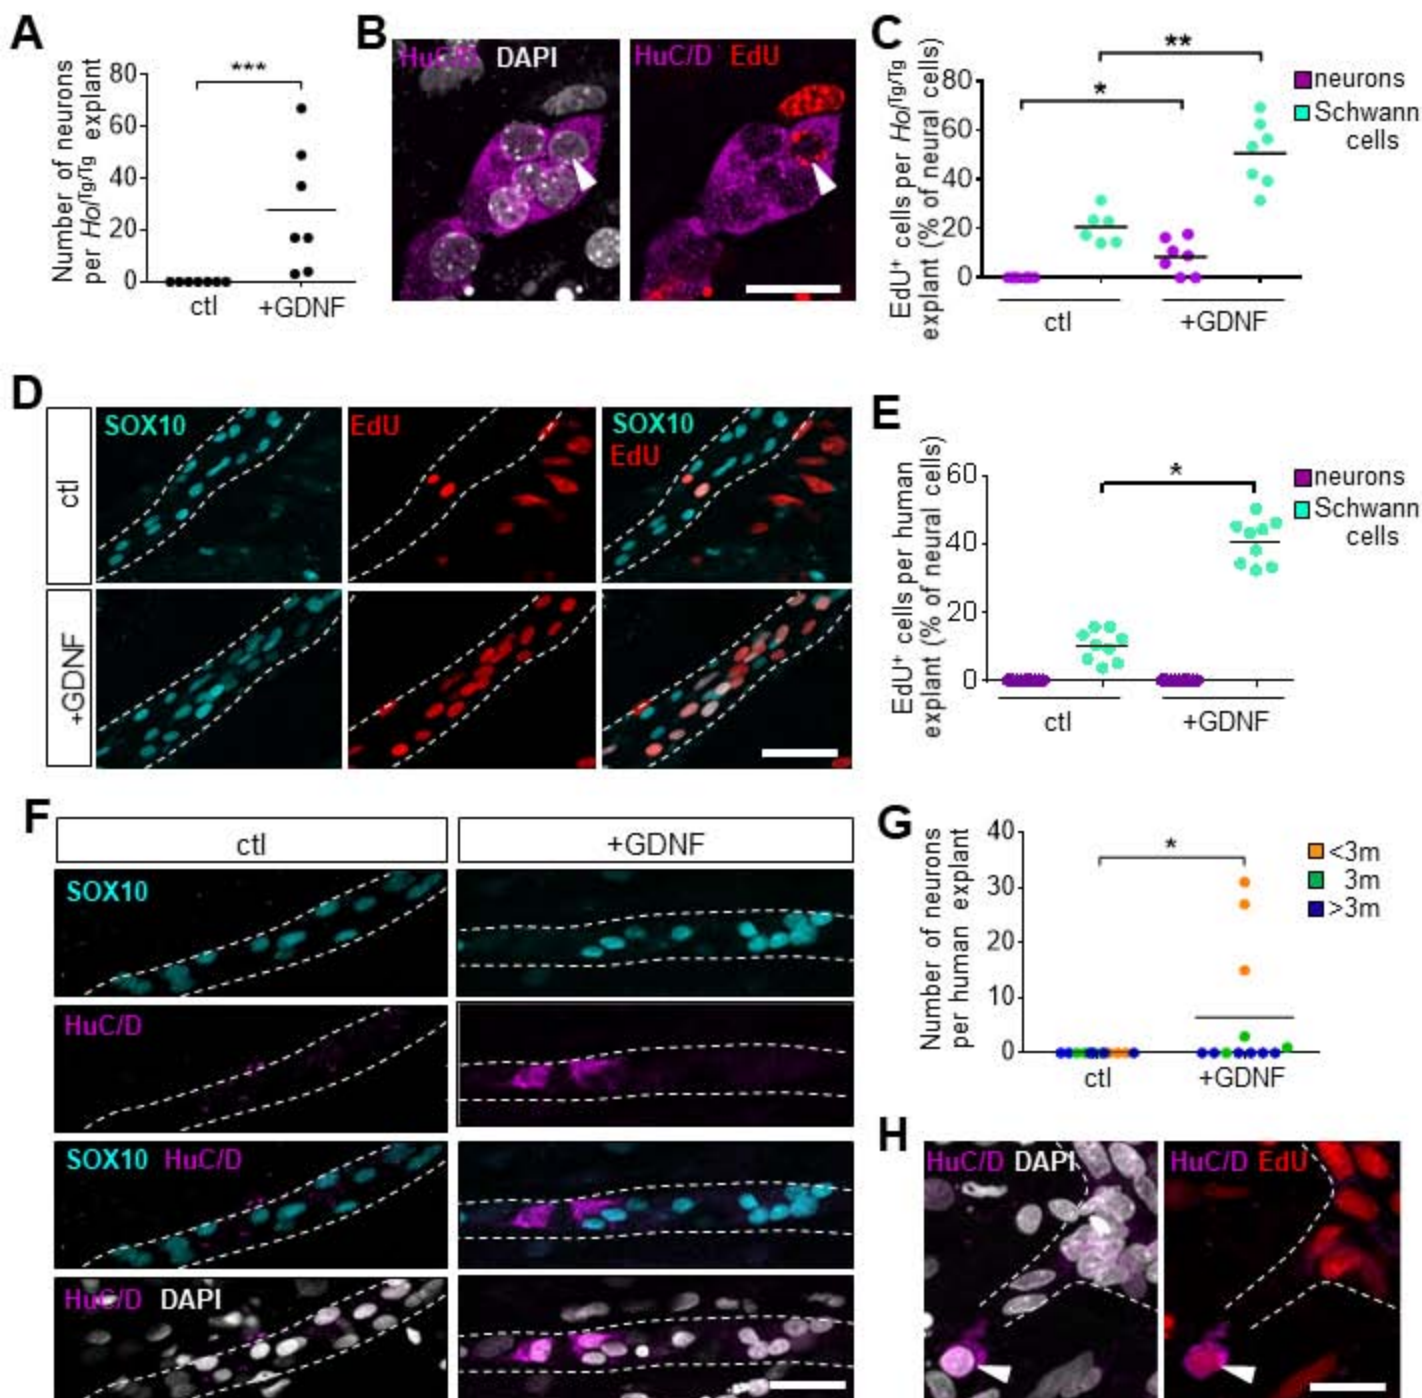 A
Number of neurons
per Hol^Tg/Tg explant
80
60
40
20
0
***
ctl
+GDNF
B
HuC/D DAPI
HuC/D EdU
C
EdU+ cells per Hol^Tg/Tg
explant (% of neural cells)
80
60
40
20
0
*
**
ctl
+GDNF
neurons
Schwann
cells
D
ctl
+GDNF
SOX10
EdU
SOX10
EdU
E
EdU+ cells per human
explant (% of neural cells)
60
40
20
0
*
ctl
+GDNF
neurons
Schwann
cells
F
ctl
+GDNF
SOX10
HuC/D
SOX10 HuC/D
HuC/D DAPI
G
Number of neurons
per human explant
40
30
20
10
0
*
ctl
+GDNF
<3m
3m
>3m
H
HuC/D DAPI
HuC/D EdU